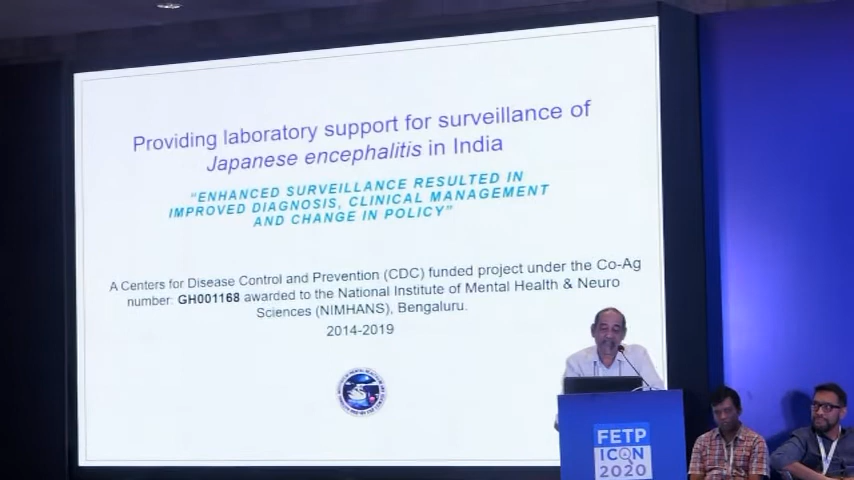 Providing laboratory support for surveillance of
Japanese encephalitis in India
"ENHANCED SURVEILLANCE RESULTED IN
IMPROVED DIAGNOSIS, CLINICAL MANAGEMENT
AND CHANGE IN POLICY"
A Centers for Disease Control and Prevention (CDC) funded project under the Co-Ag
number: GH001168 awarded to the National Institute of Mental Health & Neuro
Sciences (NIMHANS), Bengaluru.
2014-2019
FETP
ICON
2020